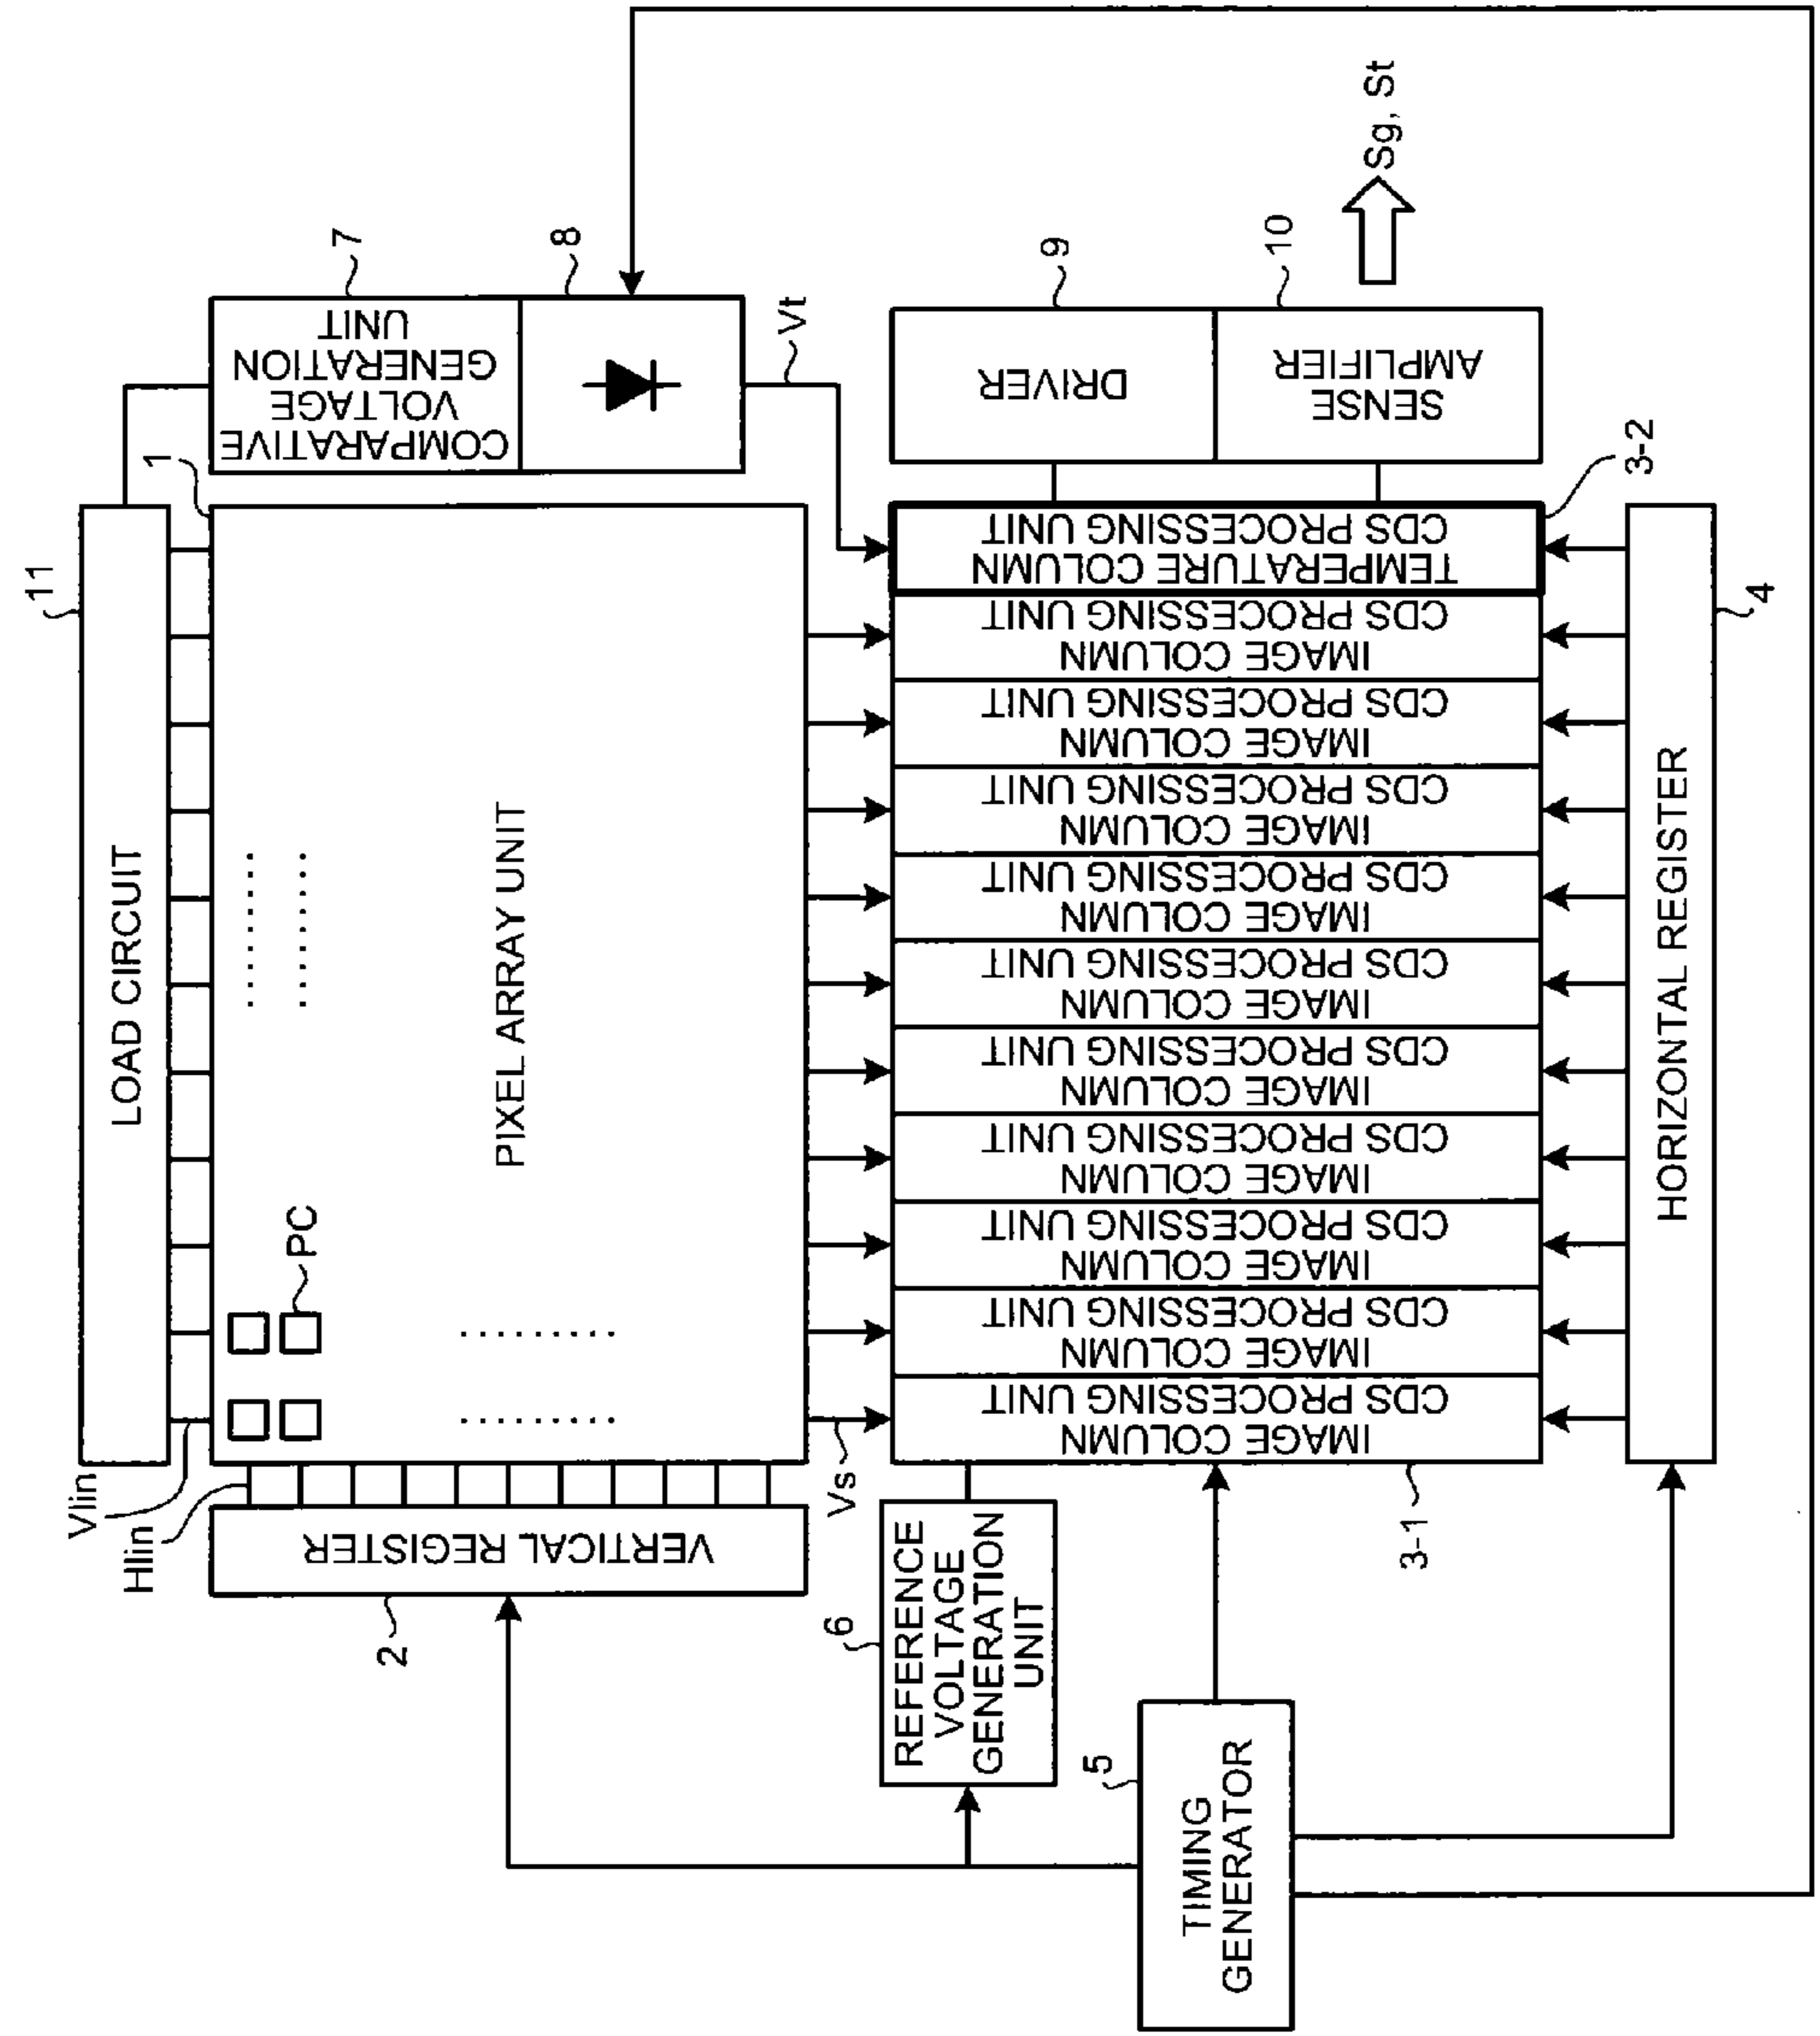 11
LOAD CIRCUIT
Vlin
Hlin
1
PC
PIXEL ARRAY UNIT
VERTICAL REGISTER
2
COMPARATIVE
VOLTAGE
GENERATION
UNIT
7
8
Vt
Vs
6
REFERENCE
VOLTAGE
GENERATION
UNIT
5
TIMING
GENERATOR
IMAGE COLUMN
CDS PROCESSING UNIT
IMAGE COLUMN
CDS PROCESSING UNIT
IMAGE COLUMN
CDS PROCESSING UNIT
IMAGE COLUMN
CDS PROCESSING UNIT
IMAGE COLUMN
CDS PROCESSING UNIT
IMAGE COLUMN
CDS PROCESSING UNIT
IMAGE COLUMN
CDS PROCESSING UNIT
IMAGE COLUMN
CDS PROCESSING UNIT
IMAGE COLUMN
CDS PROCESSING UNIT
IMAGE COLUMN
CDS PROCESSING UNIT
TEMPERATURE COLUMN
CDS PROCESSING UNIT
3-1
3-2
DRIVER
9
SENSE
AMPLIFIER
10
Sg, St
HORIZONTAL REGISTER
4